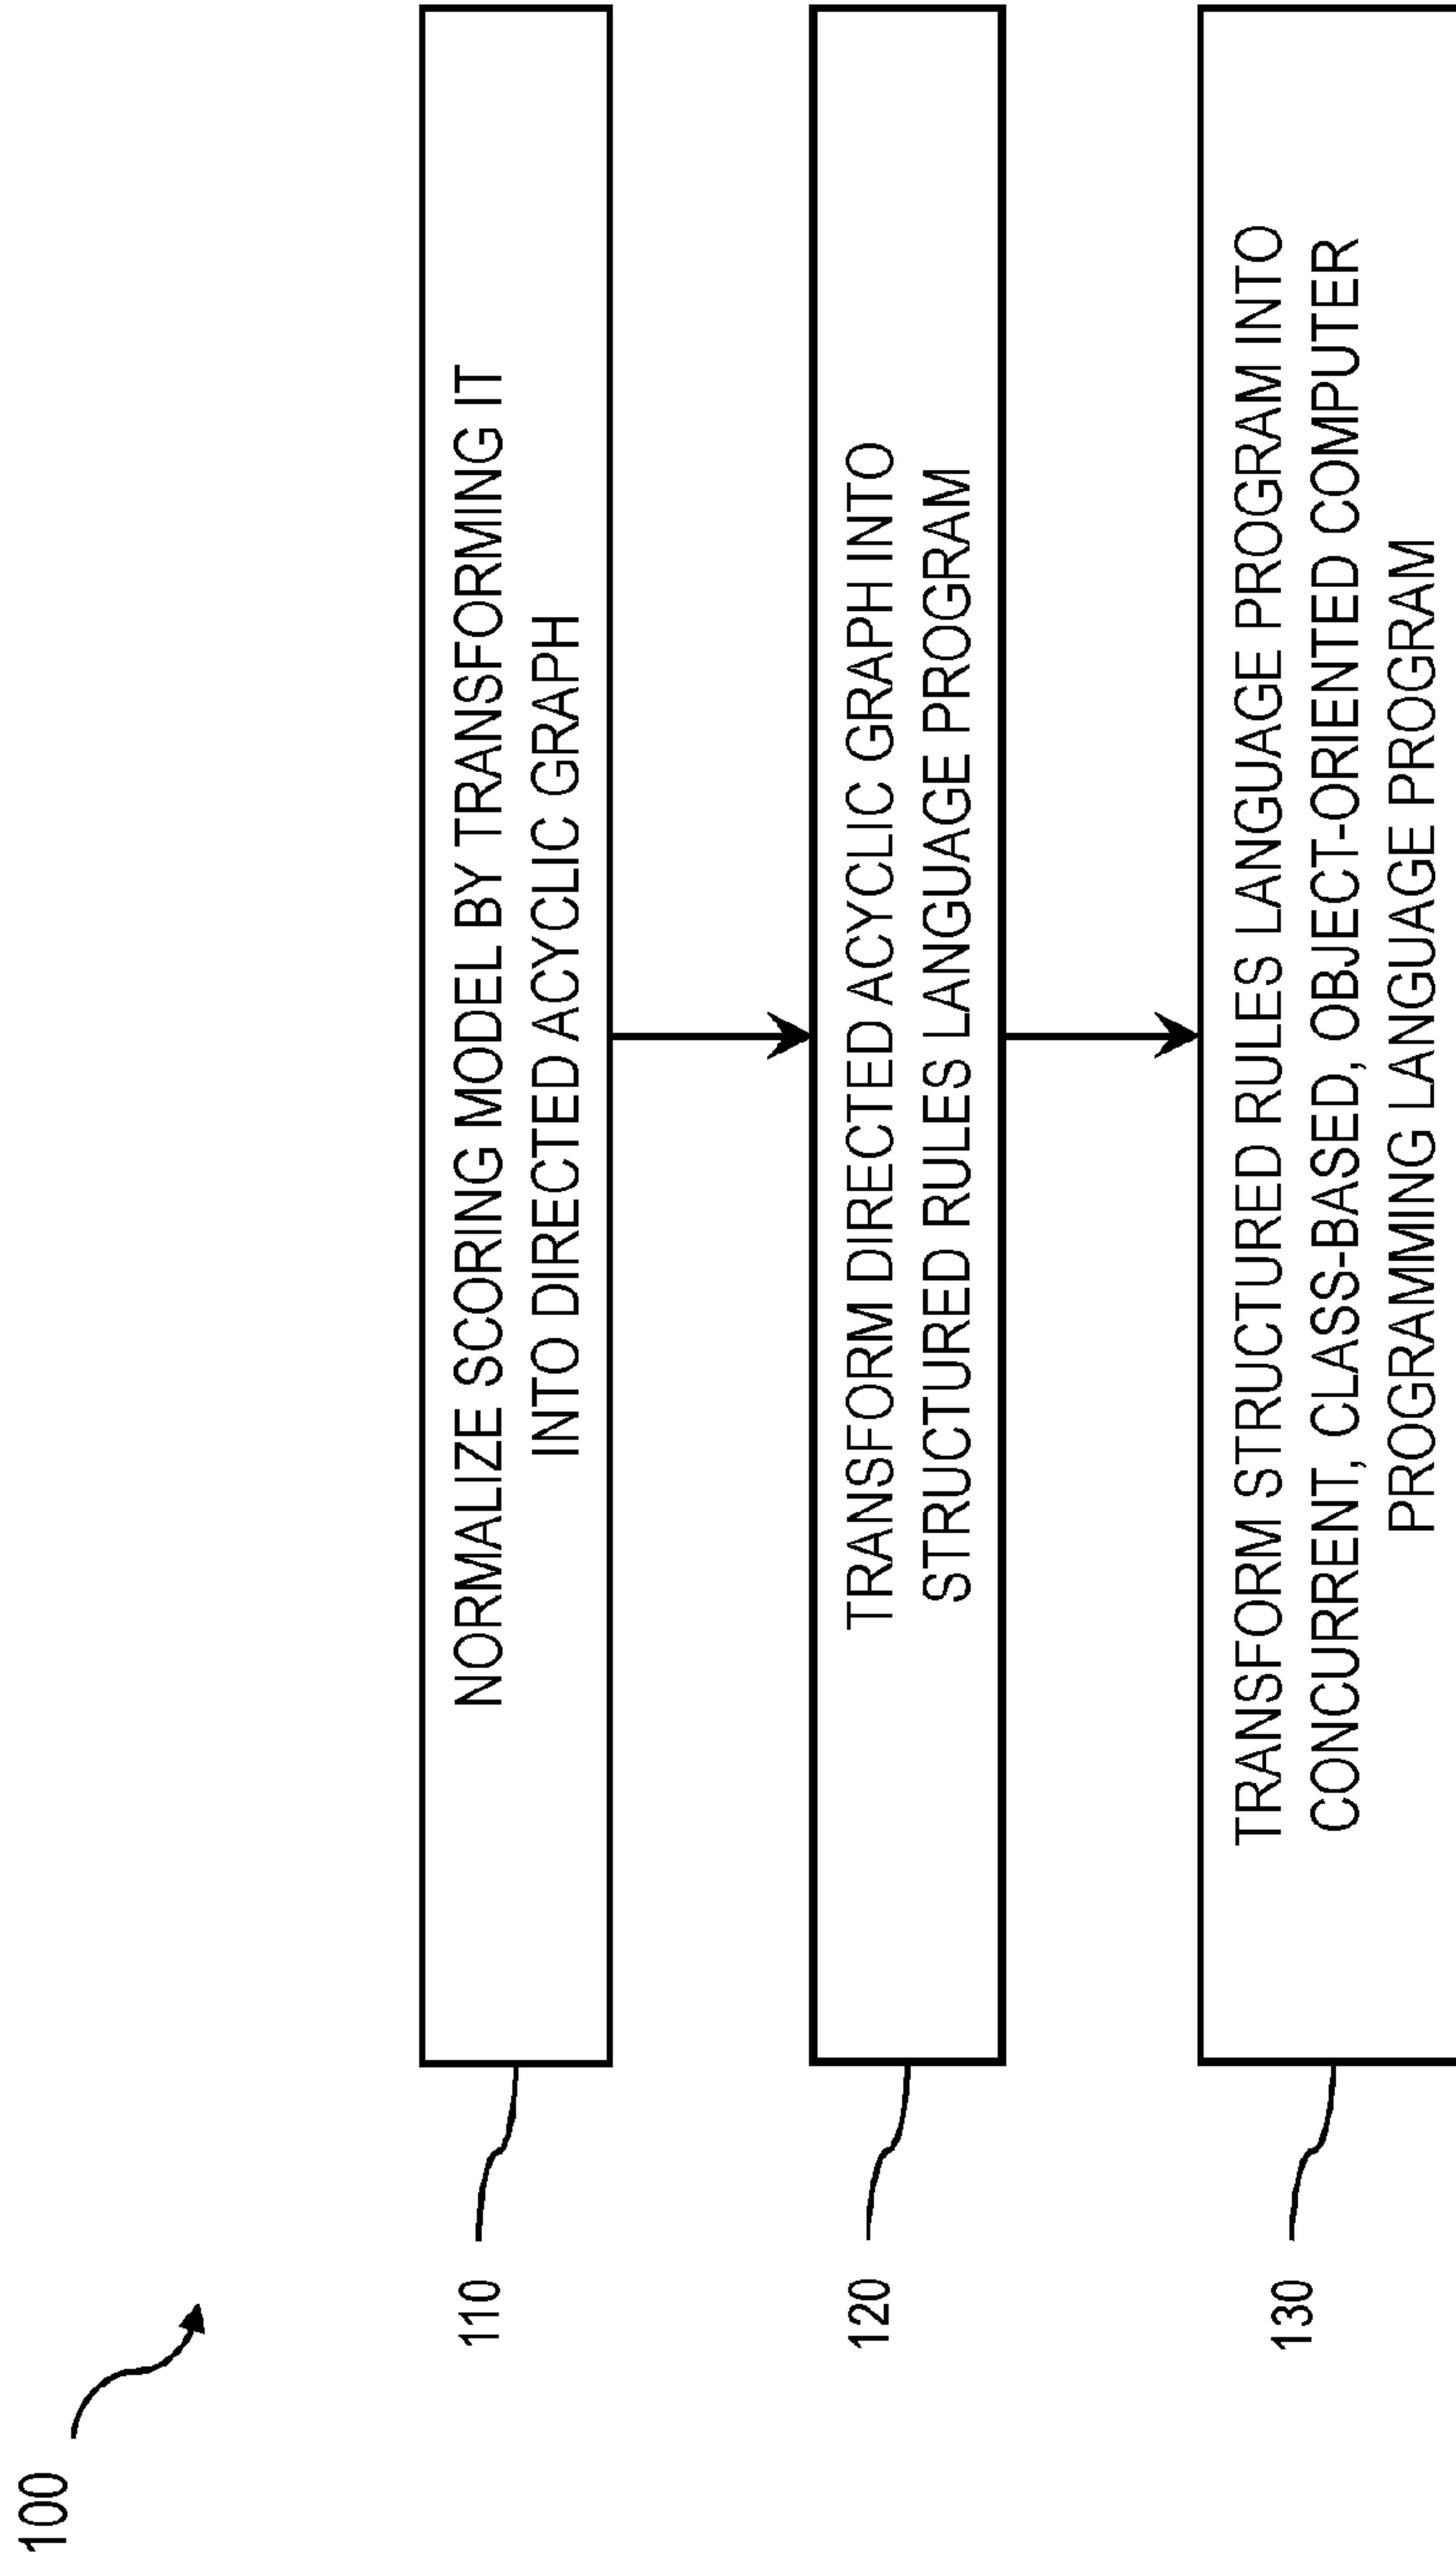 100
110
NORMALIZE SCORING MODEL BY TRANSFORMING IT
INTO DIRECTED ACYCLIC GRAPH
120
TRANSFORM DIRECTED ACYCLIC GRAPH INTO
STRUCTURED RULES LANGUAGE PROGRAM
130
TRANSFORM STRUCTURED RULES LANGUAGE PROGRAM INTO
CONCURRENT, CLASS-BASED, OBJECT-ORIENTED COMPUTER
PROGRAMMING LANGUAGE PROGRAM